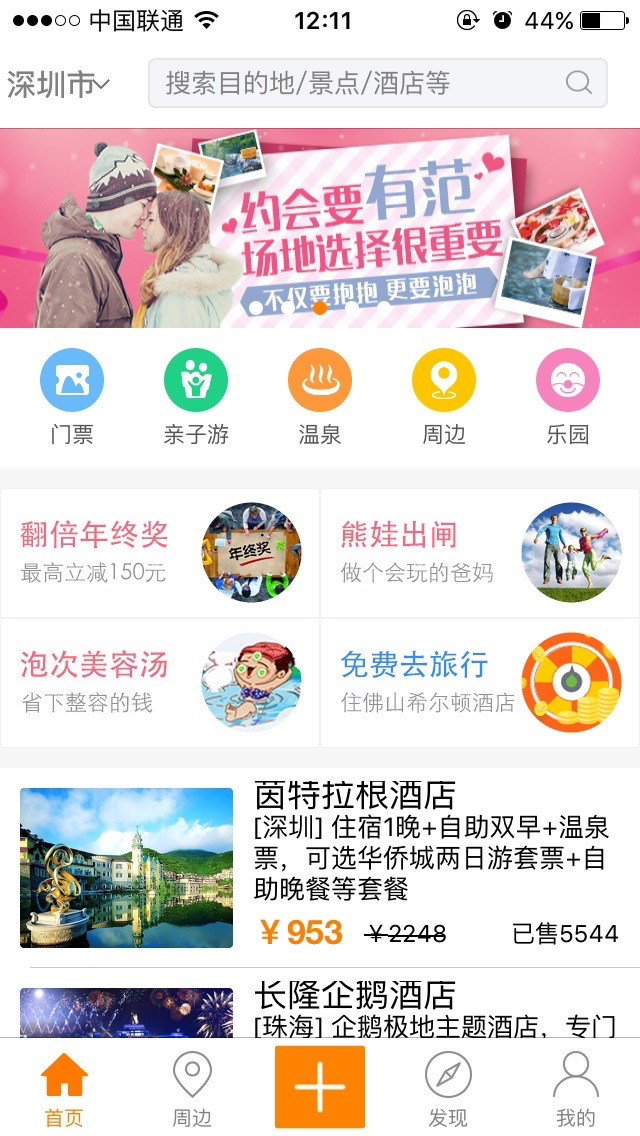 中国联通
12:11
44%
深圳市
搜索目的地/景点/酒店等
约会要有范
场地选择很重要
不仅要抱抱 更要泡泡
门票
亲子游
温泉
周边
乐园
翻倍年终奖
最高立减150元
年终奖
熊娃出闸
做个会玩的爸妈
泡次美容汤
省下整容的钱
免费去旅行
住佛山希尔顿酒店
茵特拉根酒店
[深圳] 住宿1晚+自助双早+温泉
票，可选华侨城两日游套票+自
助晚餐等套餐
￥953
￥2248
已售5544
长隆企鹅酒店
[珠海] 企鹅极地主题酒店，专门
首页
周边
发现
我的